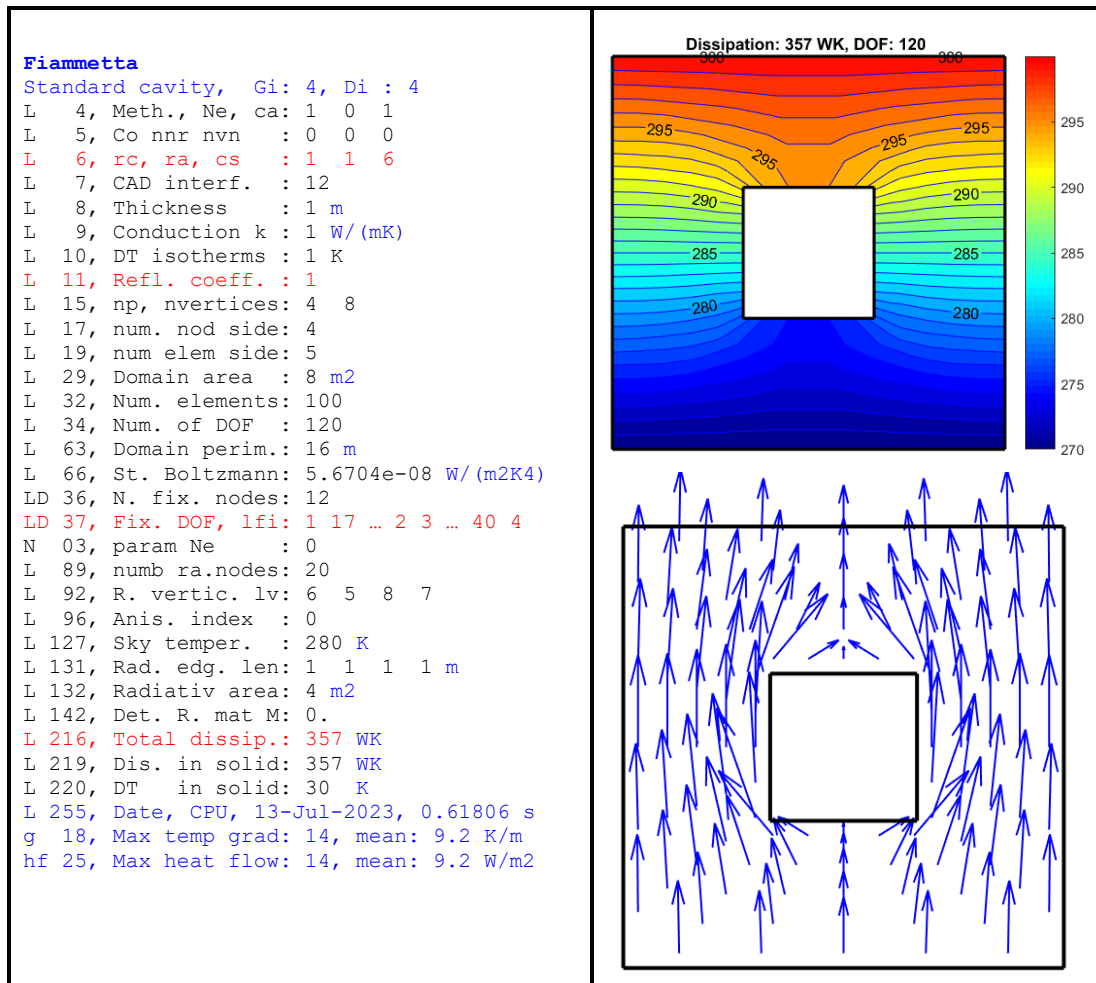 Fiammetta
Standard cavity,  Gi: 4, Di : 4
L   4, Meth., Ne, ca: 1  0  1
L   5, Co nnr nvn   : 0  0  0
L   6, rc, ra, cs   : 1  1  6
L   7, CAD interf.  : 12
L   8, Thickness    : 1 m
L   9, Conduction k : 1 W/(mK)
L  10, DT isotherms : 1 K
L  11, Refl. coeff. : 1
L  15, np, nvertices: 4  8
L  17, num. nod side: 4
L  19, num elem side: 5
L  29, Domain area  : 8 m2
L  32, Num. elements: 100
L  34, Num. of DOF  : 120
L  63, Domain perim.: 16 m
L  66, St. Boltzmann: 5.6704e-08 W/(m2K4)
LD 36, N. fix. nodes: 12
LD 37, Fix. DOF, lfi: 1 17 … 2 3 … 40 4
N  03, param Ne     : 0
L  89, numb ra.nodes: 20
L  92, R. vertic. lv: 6  5  8  7
L  96, Anis. index  : 0
L 127, Sky temper.  : 280 K
L 131, Rad. edg. len: 1  1  1  1 m
L 132, Radiativ area: 4 m2
L 142, Det. R. mat M: 0.
L 216, Total dissip.: 357 WK
L 219, Dis. in solid: 357 WK
L 220, DT   in solid: 30  K
L 255, Date, CPU, 13-Jul-2023, 0.61806 s
g  18, Max temp grad: 14, mean: 9.2 K/m
hf 25, Max heat flow: 14, mean: 9.2 W/m2
Dissipation: 357 WK, DOF: 120
300 300
295 295
295
290 290
285 285
280 280
295
290
285
280
275
270